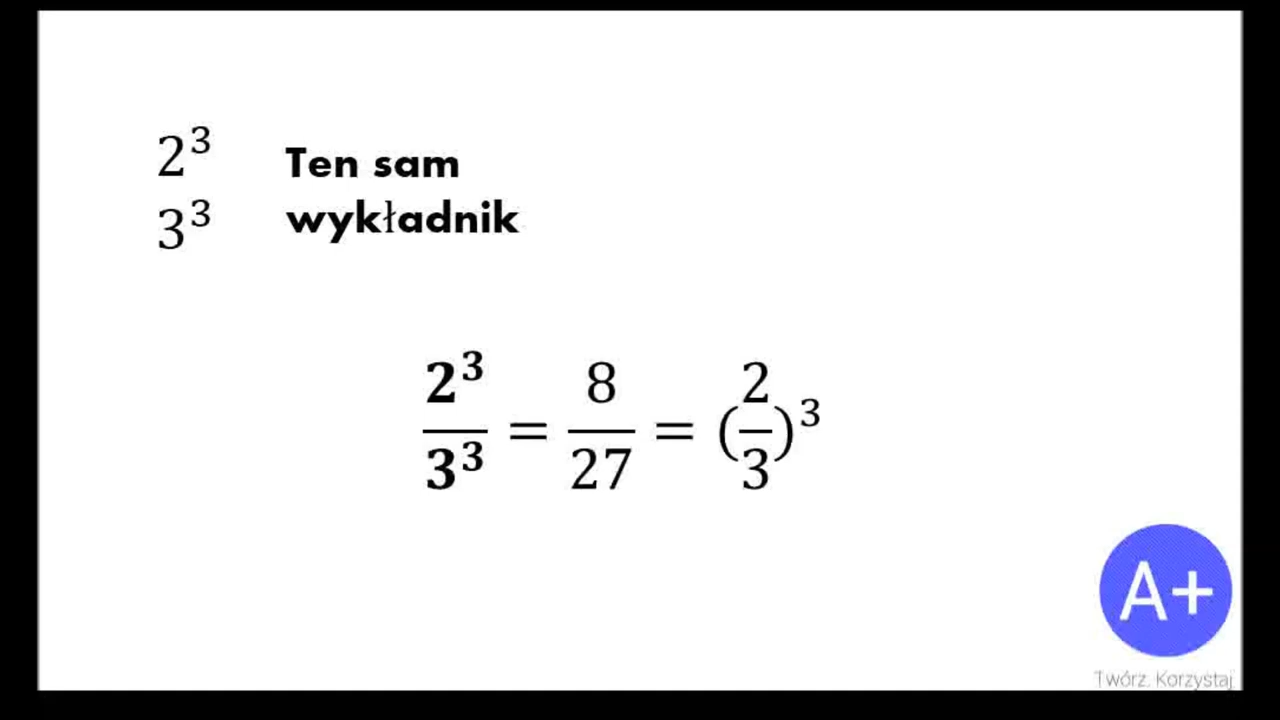 2³ Ten sam
3³ wykładnik
2³/3³ = 8/27 = (2/3)³
A+
Twórz. Korzystaj